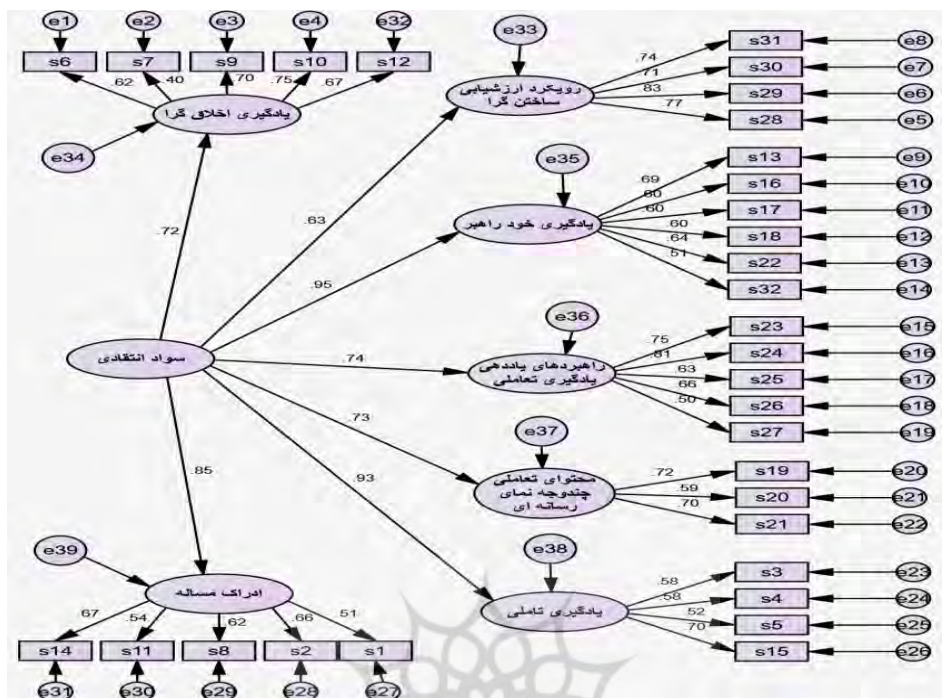 e1 e2 e3 e4 e32
s6 s7 s9 s10 s12
.62 .40 .70 .75 .67
یادگیری اخلاق گرا
e34
.72
e33
رویکرد ارزشیابی
ساختن گرا
.63
.74 s31 e8
.71 s30 e7
.83 s29 e6
.77 s28 e5
e35
یادگیری خود راهبر
.95
.69 s13 e9
.60 s16 e10
.60 s17 e11
.60 s18 e12
.64 s22 e13
.51 s32 e14
سواد انتقادی
e36
راهبردهای یاددهی
یادگیری تعاملی
.74
.75 s23 e15
.81 s24 e16
.63 s25 e17
.66 s26 e18
.50 s27 e19
e37
محتوای تعاملی
چندوجه نمای
رسانه ای
.73
.72 s19 e20
.59 s20 e21
.70 s21 e22
e38
یادگیری تاملی
.93
.58 s3 e23
.58 s4 e24
.52 s5 e25
.70 s15 e26
.85
e39
ادراک مساله
.67 .54 .62 .66 .51
s14 s11 s8 s2 s1
e31 e30 e29 e28 e27